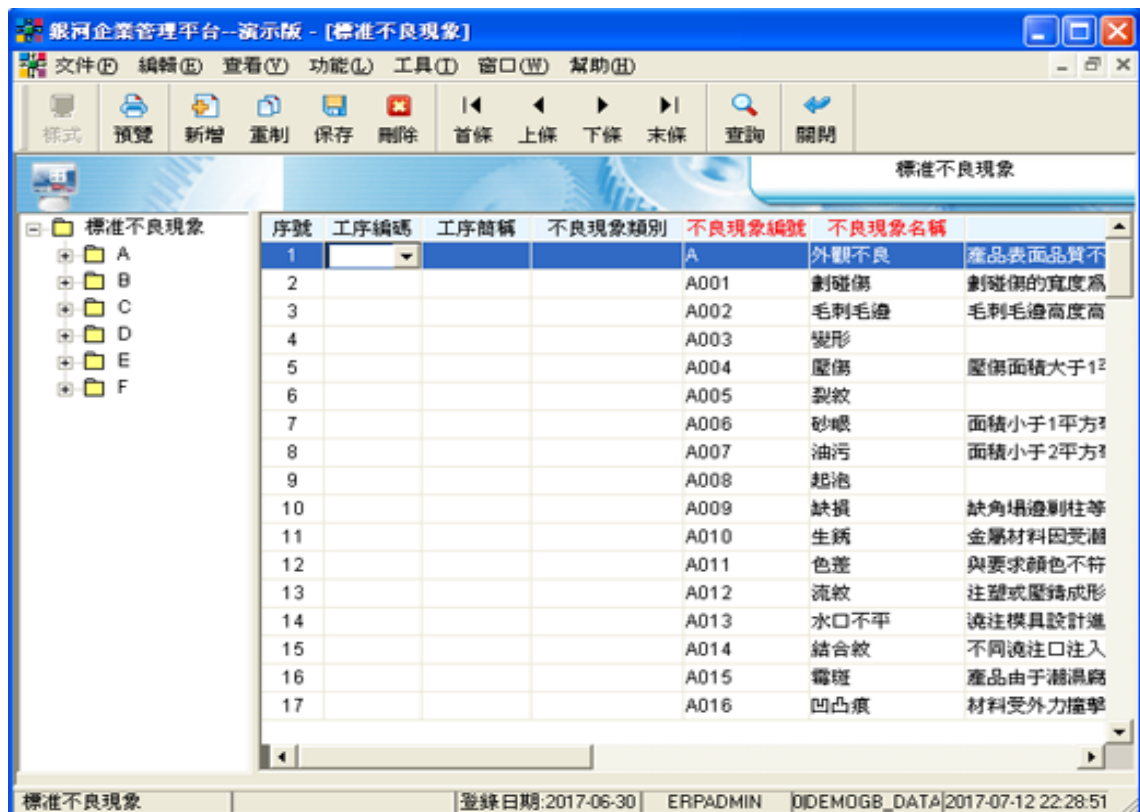 銀河企業管理平台--演示版 - [標准不良現象]
文件(F) 編輯(E) 查看(V) 功能(L) 工具(T) 窗口(W) 幫助(H)
樣式 預覽 新增 重制 保存 刪除 首條 上條 下條 末條 查詢 關閉
標准不良現象
標准不良現象
A
B
C
D
E
F
序號 工序編碼 工序簡稱 不良現象類別 不良現象編號 不良現象名稱
1 A 外觀不良 產品表面品質不
2 A001 劃碰傷 劃碰傷的寬度爲
3 A002 毛刺毛邊 毛刺毛邊高度高
4 A003 變形
5 A004 壓傷 壓傷面積大于1平
6 A005 裂紋
7 A006 砂眼 面積小于1平方
8 A007 油污 面積小于2平方
9 A008 起泡
10 A009 缺損 缺角塌邊剿柱等
11 A010 生銹 金屬材料因受潮
12 A011 色差 與要求顔色不符
13 A012 流紋 注塑或壓鑄成形
14 A013 水口不平 澆注模具設計進
15 A014 結合紋 不同澆注口注入
16 A015 霉斑 產品由于潮濕腐
17 A016 凹凸痕 材料受外力撞擊
標准不良現象 登錄日期:2017-06-30 ERPADMIN 0|DEMOGB_DATA 2017-07-12 22:28:51